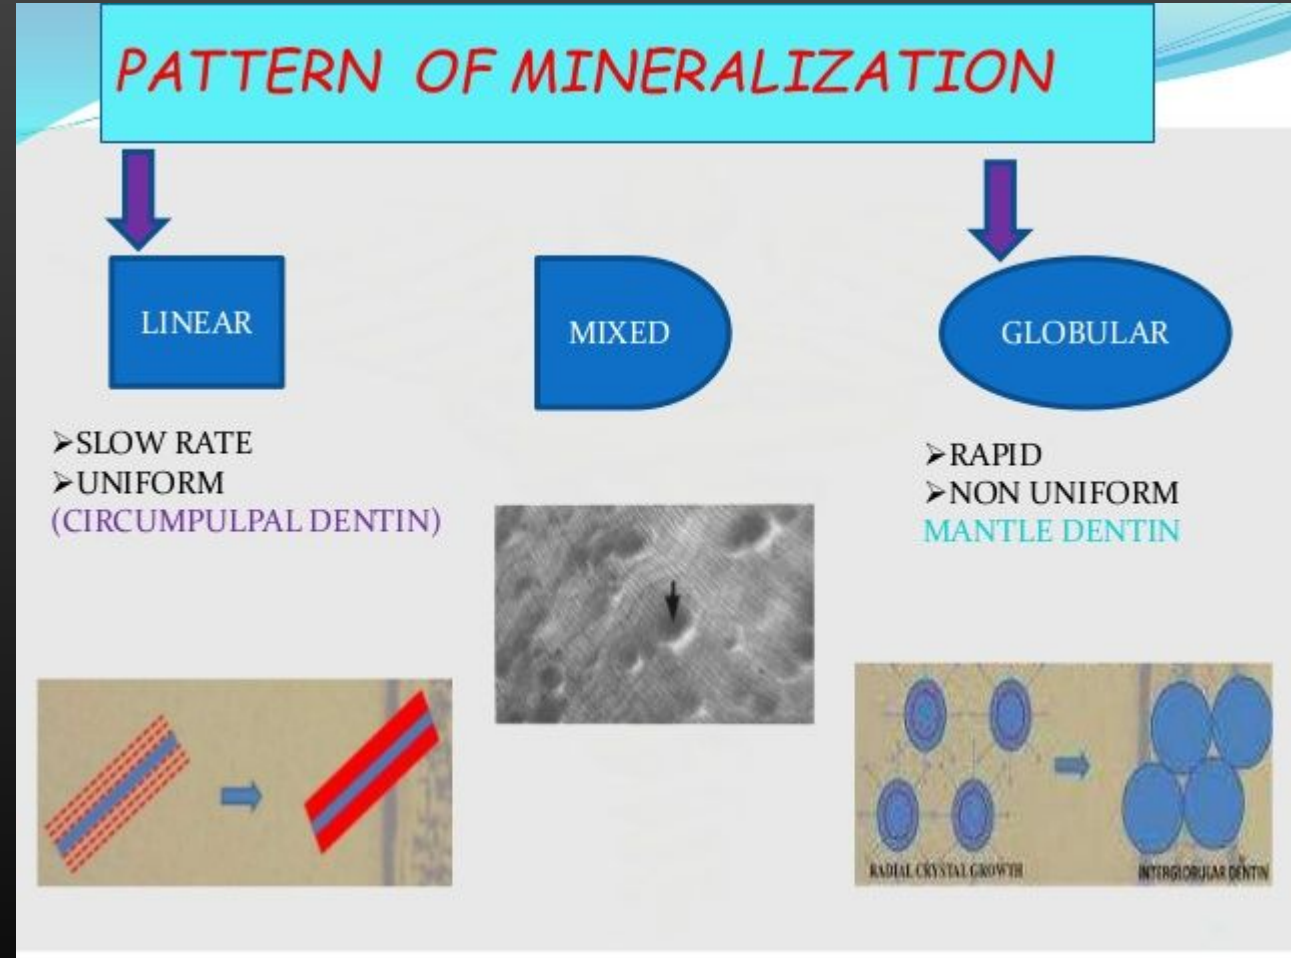 PATTERN OF MINERALIZATION
LINEAR
MIXED
GLOBULAR
➢SLOW RATE
➢UNIFORM
(CIRCUMPULPAL DENTIN)
➢RAPID
➢NON UNIFORM
MANTLE DENTIN
RADIAL CRYSTAL GROWTH
INTERGLOBULAR DENTIN